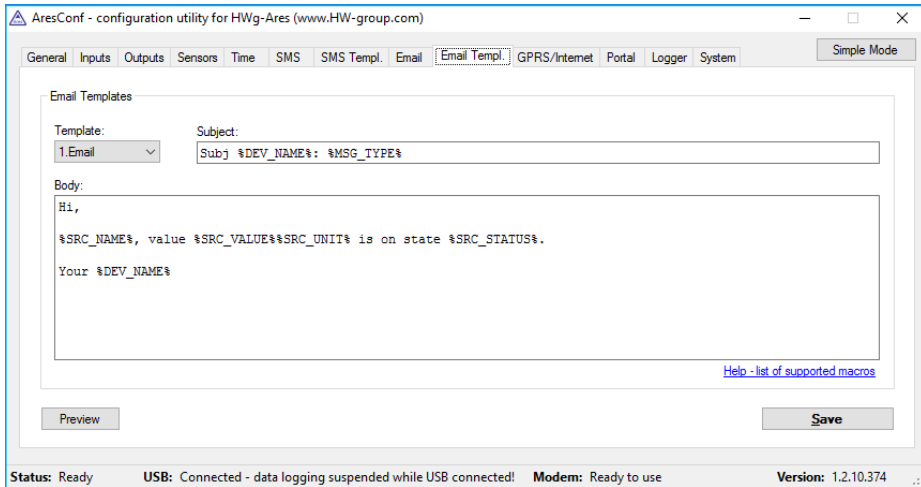 AresConf - configuration utility for HWg-Ares (www.HW-group.com)
General Inputs Outputs Sensors Time SMS SMS Templ. Email Email Templ. GPRS/Internet Portal Logger System Simple Mode
Email Templates
Template: Subject:
1.Email Subj %DEV_NAME%: %MSG_TYPE%
Body:
Hi,
%SRC_NAME%, value %SRC_VALUE%%SRC_UNIT% is on state %SRC_STATUS%.
Your %DEV_NAME%
Help - list of supported macros
Preview Save
Status: Ready USB: Connected - data logging suspended while USB connected! Modem: Ready to use Version: 1.2.10.374